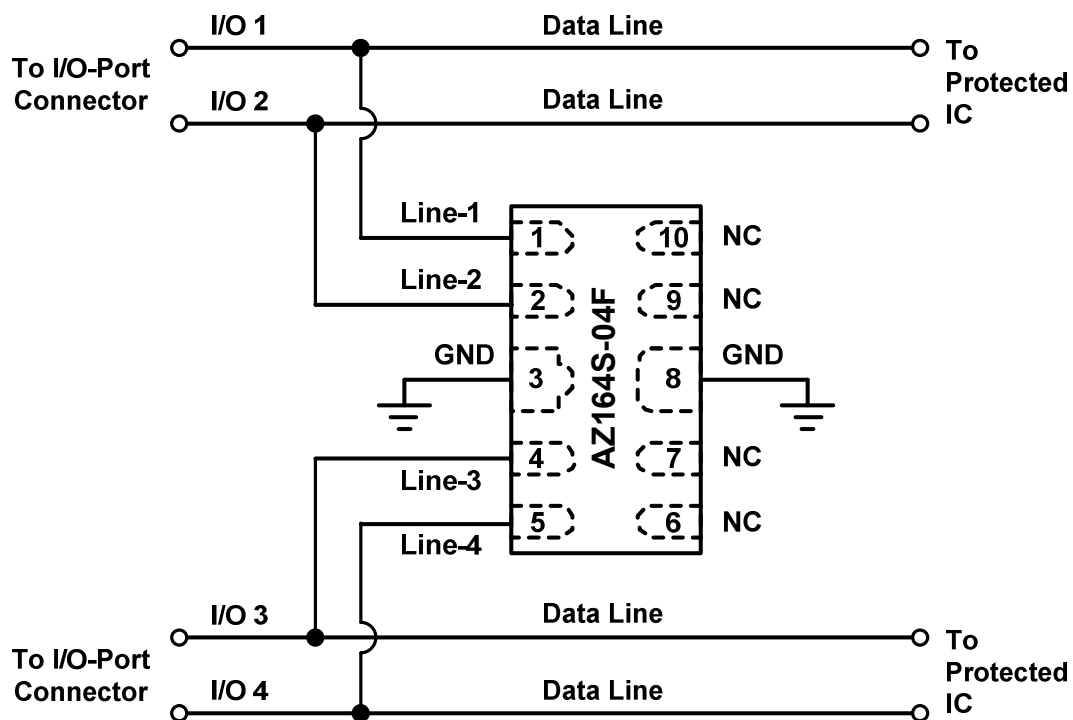 I/O 1
Data Line
To I/O-Port
Connector
To
Protected
IC
I/O 2
Data Line
Line-1
1
10
NC
Line-2
2
9
NC
GND
3
AZ164S-04F
8
GND
4
7
NC
Line-3
5
6
NC
Line-4
I/O 3
Data Line
To I/O-Port
Connector
To
Protected
IC
I/O 4
Data Line